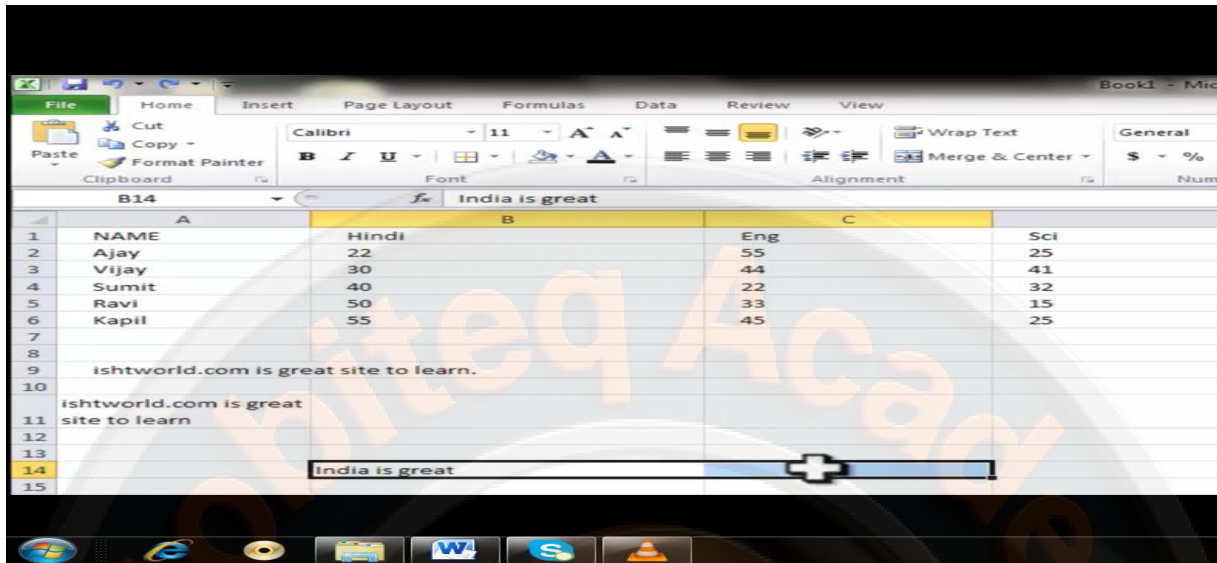 Book1 - Mic
File Home Insert Page Layout Formulas Data Review View
Cut Calibri 11 A A Wrap Text General
Paste Copy
Format Painter B I U A Merge & Center $ %
Clipboard Font Alignment Num
B14 fx India is great
A B C
1 NAME Hindi Eng Sci
2 Ajay 22 55 25
3 Vijay 30 44 41
4 Sumit 40 22 32
5 Ravi 50 33 15
6 Kapil 55 45 25
7
8
9 ishtworld.com is great site to learn.
10
ishtworld.com is great
11 site to learn
12
13
14 India is great
15
obiteq Acade